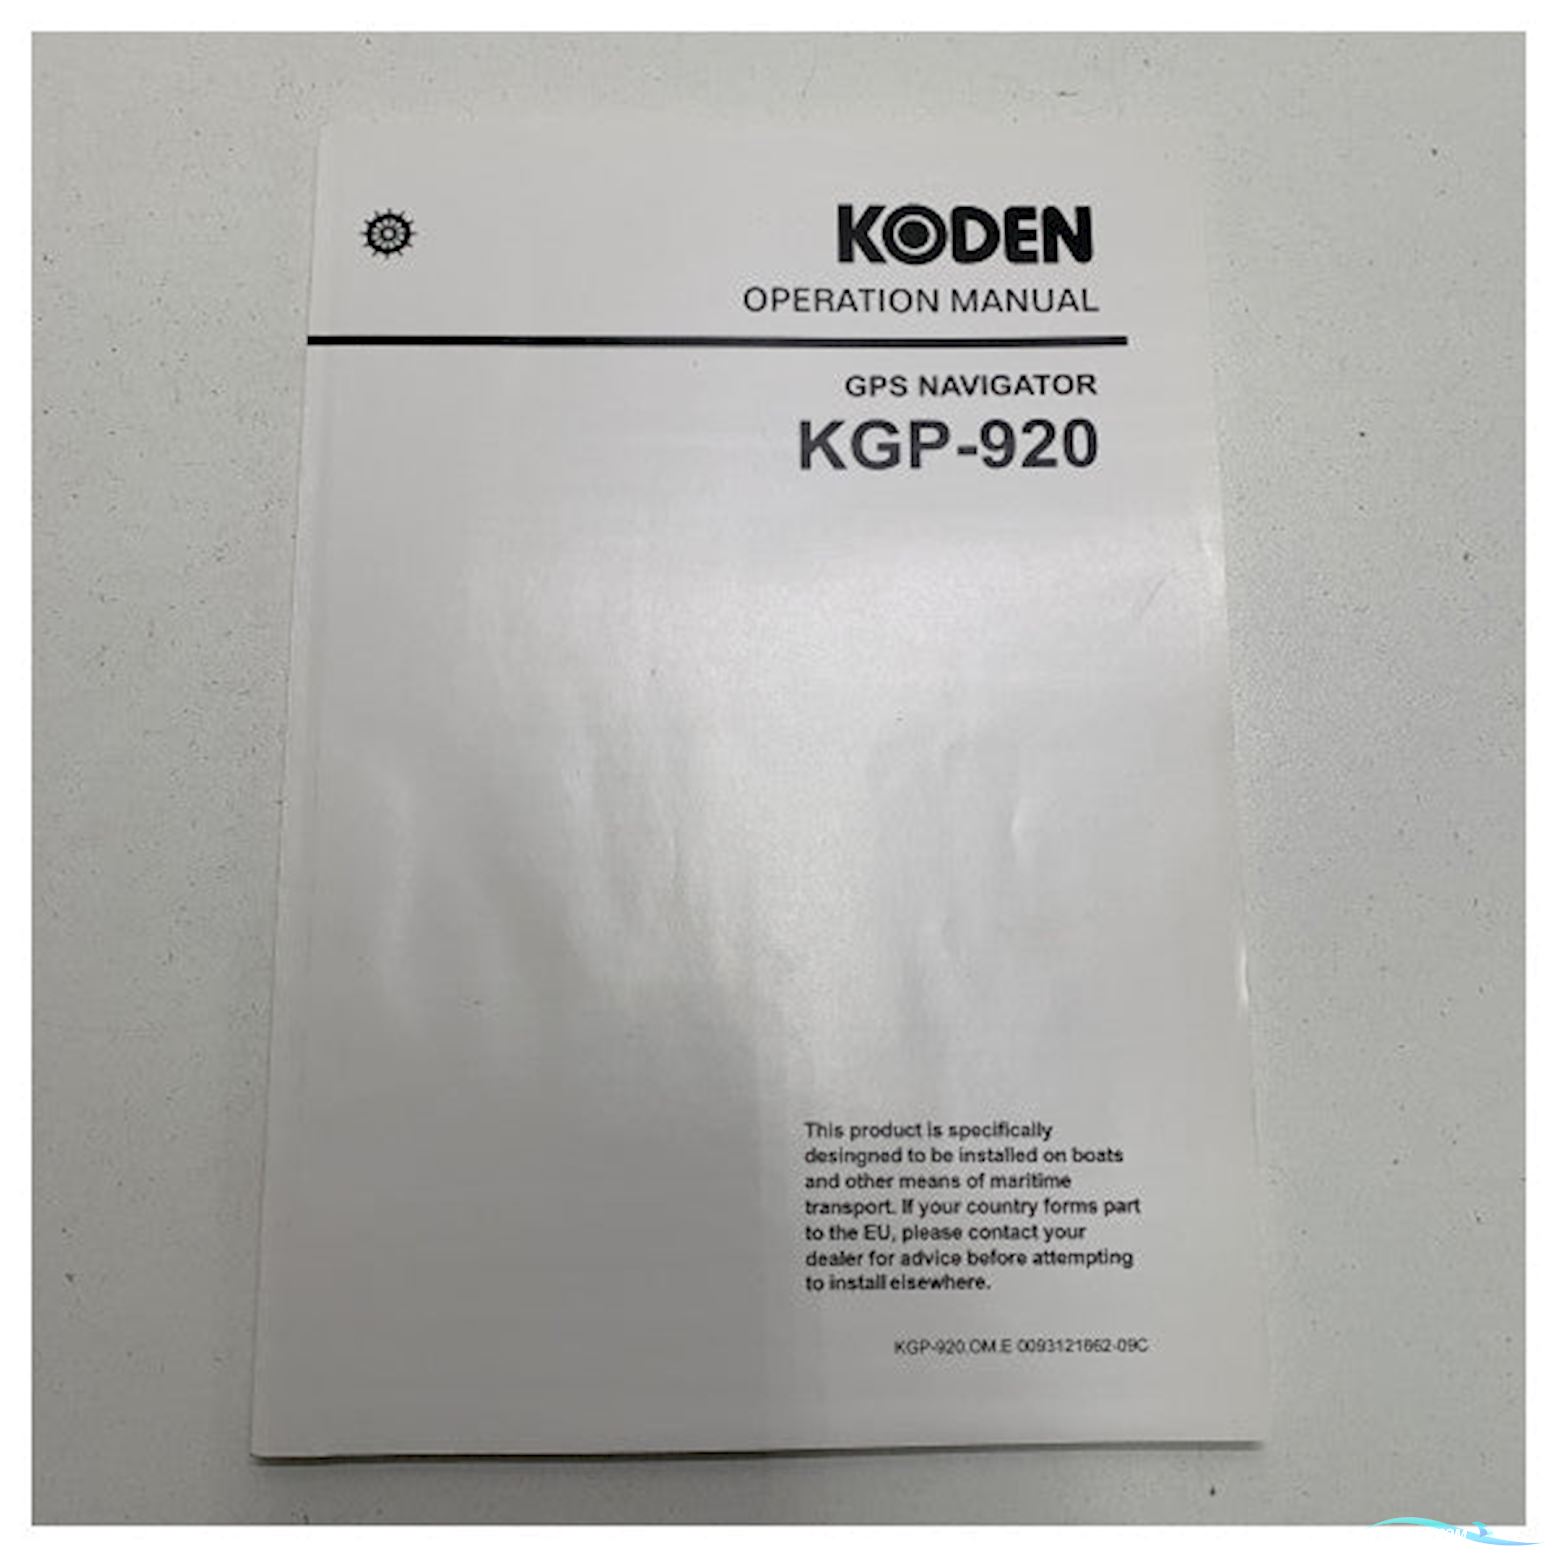 KODEN
OPERATION MANUAL
GPS NAVIGATOR
KGP-920
This product is specifically
desingned to be installed on boats
and other means of maritime
transport. If your country forms part
to the EU, please contact your
dealer for advice before attempting
to install elsewhere.
KGP-920.OM.E 0093121662-09C